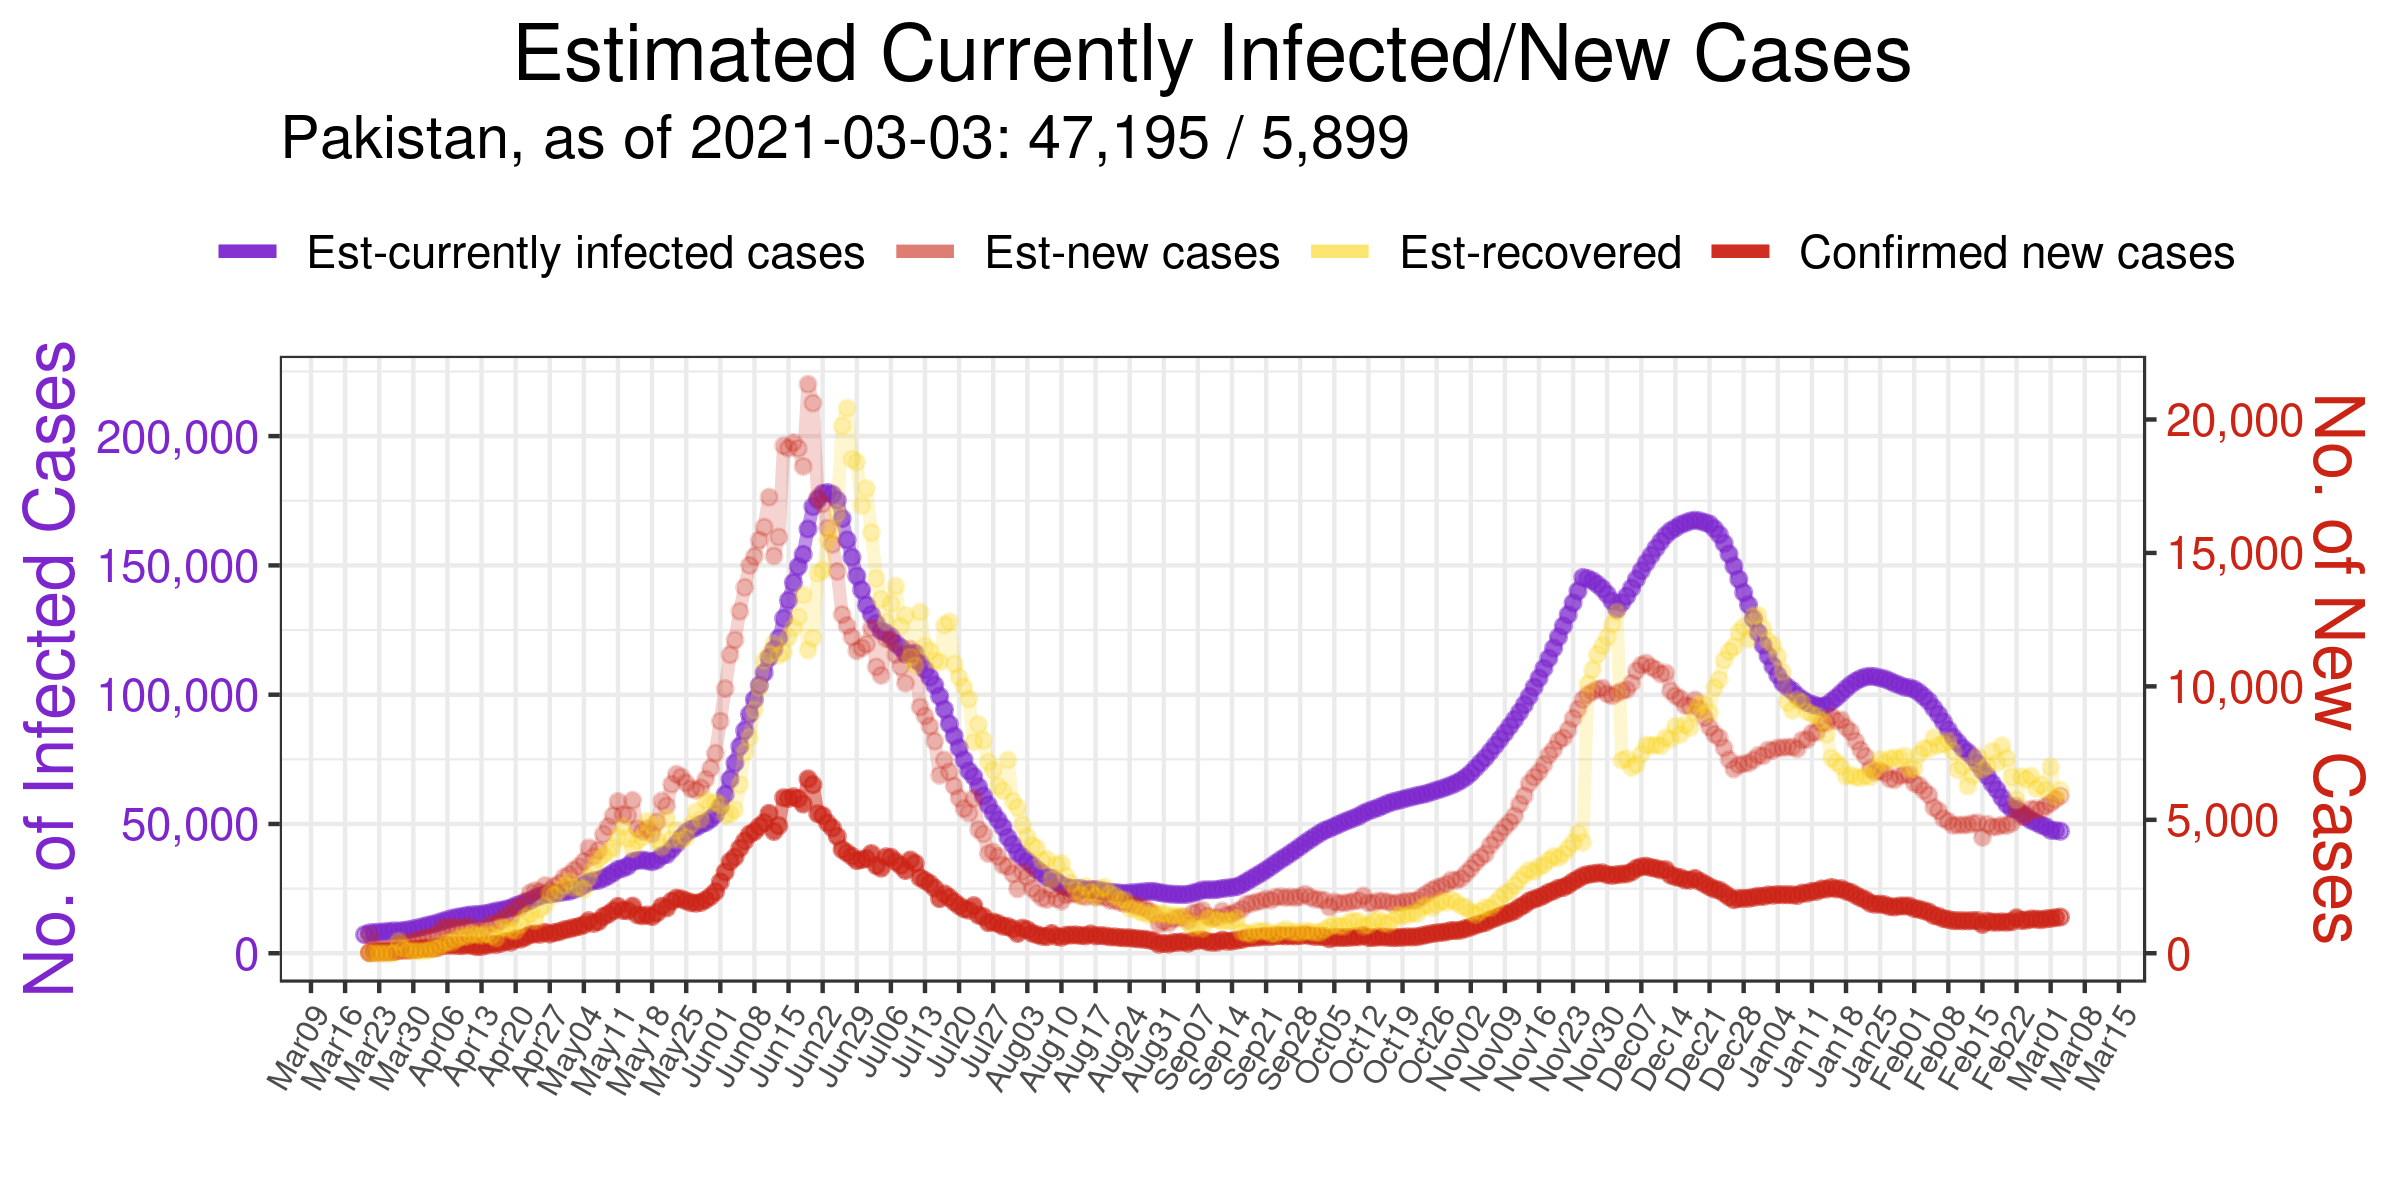 Estimated Currently Infected/New Cases
Pakistan, as of 2021-03-03: 47,195 / 5,899
Est-currently infected cases
Est-new cases
Est-recovered
Confirmed new cases
No. of Infected Cases
200,000
150,000
100,000
50,000
0
20,000
15,000
10,000
5,000
0
No. of New Cases
Mar09
Mar16
Mar23
Mar30
Apr06
Apr13
Apr20
Apr27
May04
May11
May18
May25
Jun01
Jun08
Jun15
Jun22
Jun29
Jul06
Jul13
Jul20
Jul27
Aug03
Aug10
Aug17
Aug24
Aug31
Sep07
Sep14
Sep21
Sep28
Oct05
Oct12
Oct19
Oct26
Nov02
Nov09
Nov16
Nov23
Nov30
Dec07
Dec14
Dec21
Dec28
Jan04
Jan11
Jan18
Jan25
Feb01
Feb08
Feb15
Feb22
Mar01
Mar08
Mar15